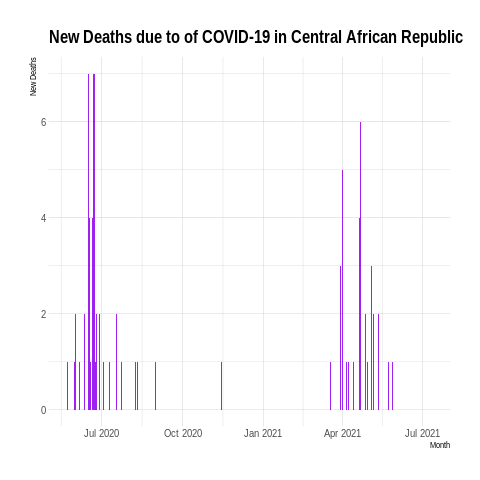 New Deaths due to of COVID-19 in Central African Republic
New Deaths
6
4
2
0
Jul 2020 Oct 2020 Jan 2021 Apr 2021 Jul 2021
Month